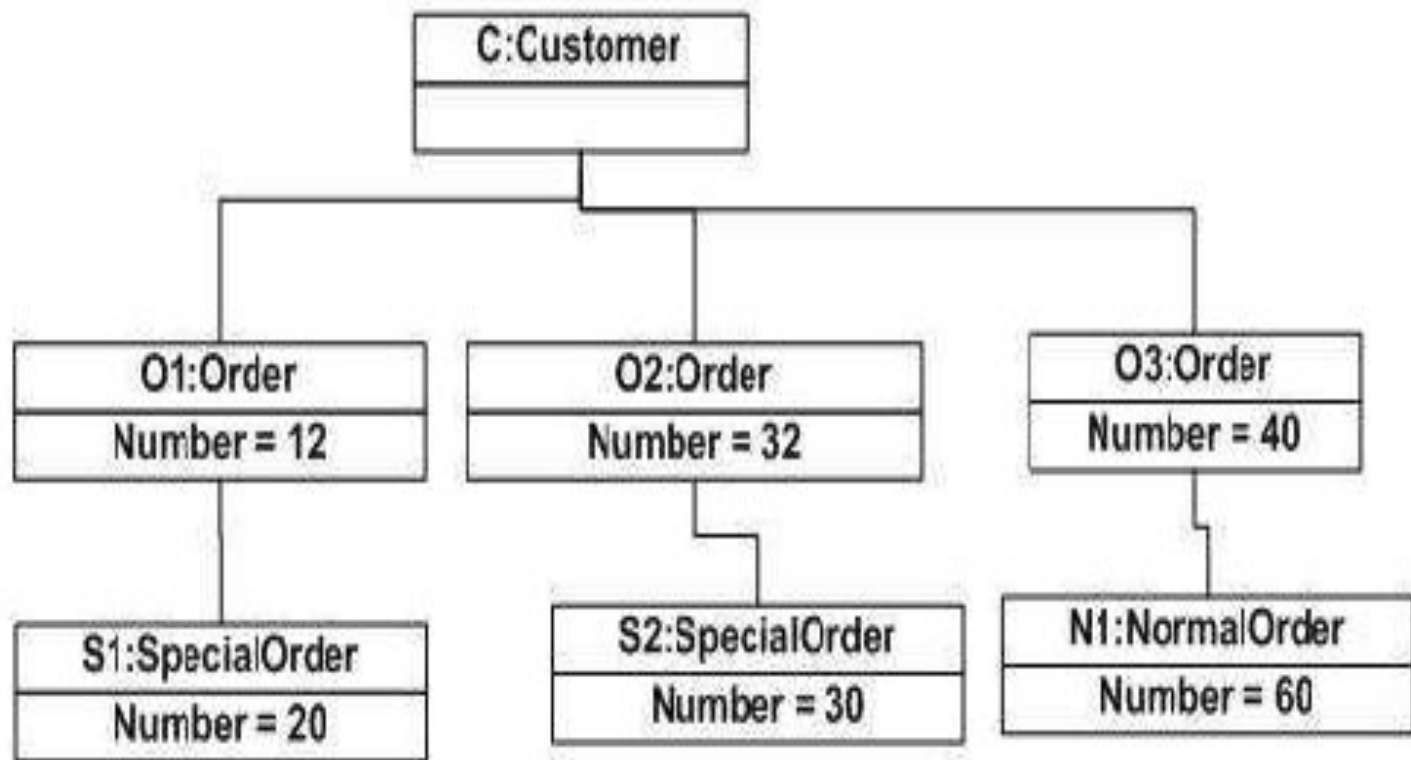 C:Customer
O1:Order
Number = 12
O2:Order
Number = 32
O3:Order
Number = 40
S1:SpecialOrder
Number = 20
S2:SpecialOrder
Number = 30
N1:NormalOrder
Number = 60